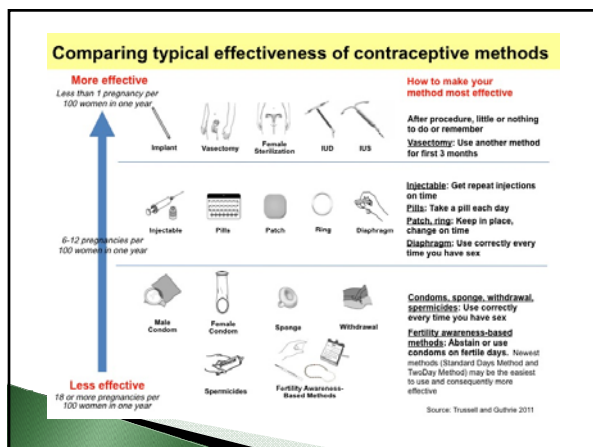 Comparing typical effectiveness of contraceptive methods
More effective
Less than 1 pregnancy per
100 women in one year
Implant
Vasectomy
Female
Sterilization
IUD
IUS
How to make your
method most effective
After procedure, little or nothing
to do or remember
Vasectomy: Use another method
for first 3 months
6-12 pregnancies per
100 women in one year
Injectable
Pills
Patch
Ring
Diaphragm
Injectable: Get repeat injections
on time
Pills: Take a pill each day
Patch, ring: Keep in place,
change on time
Diaphragm: Use correctly every
time you have sex
Male
Condom
Female
Condom
Sponge
Withdrawal
Spermicides
Fertility Awareness-
Based Methods
Condoms, sponge, withdrawal,
spermicides: Use correctly
every time you have sex
Fertility awareness-based
methods: Abstain or use
condoms on fertile days. Newest
methods (Standard Days Method and
TwoDay Method) may be the easiest
to use and consequently more
effective
Less effective
18 or more pregnancies per
100 women in one year
Source: Trussell and Guthrie 2011